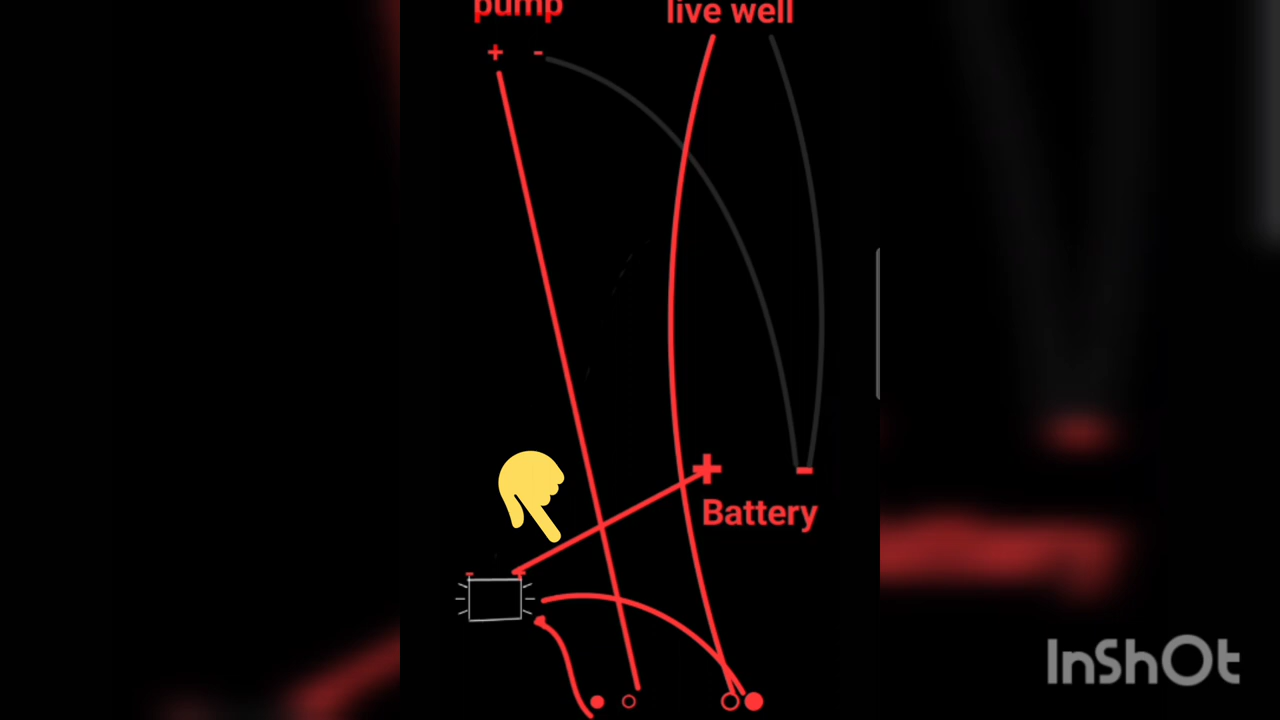 pump
live well
+ -
+ -
Battery
- +
InShOt